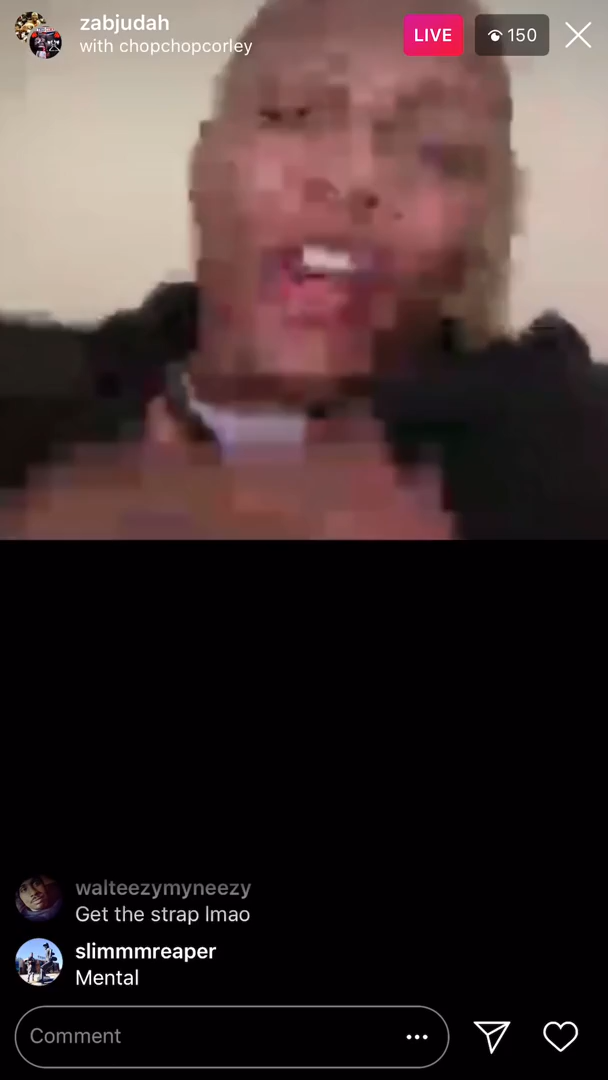 zabjudah
with chopchopcorley
LIVE
150
walteezymyneezy
Get the strap lmao
slimmmreaper
Mental
Comment